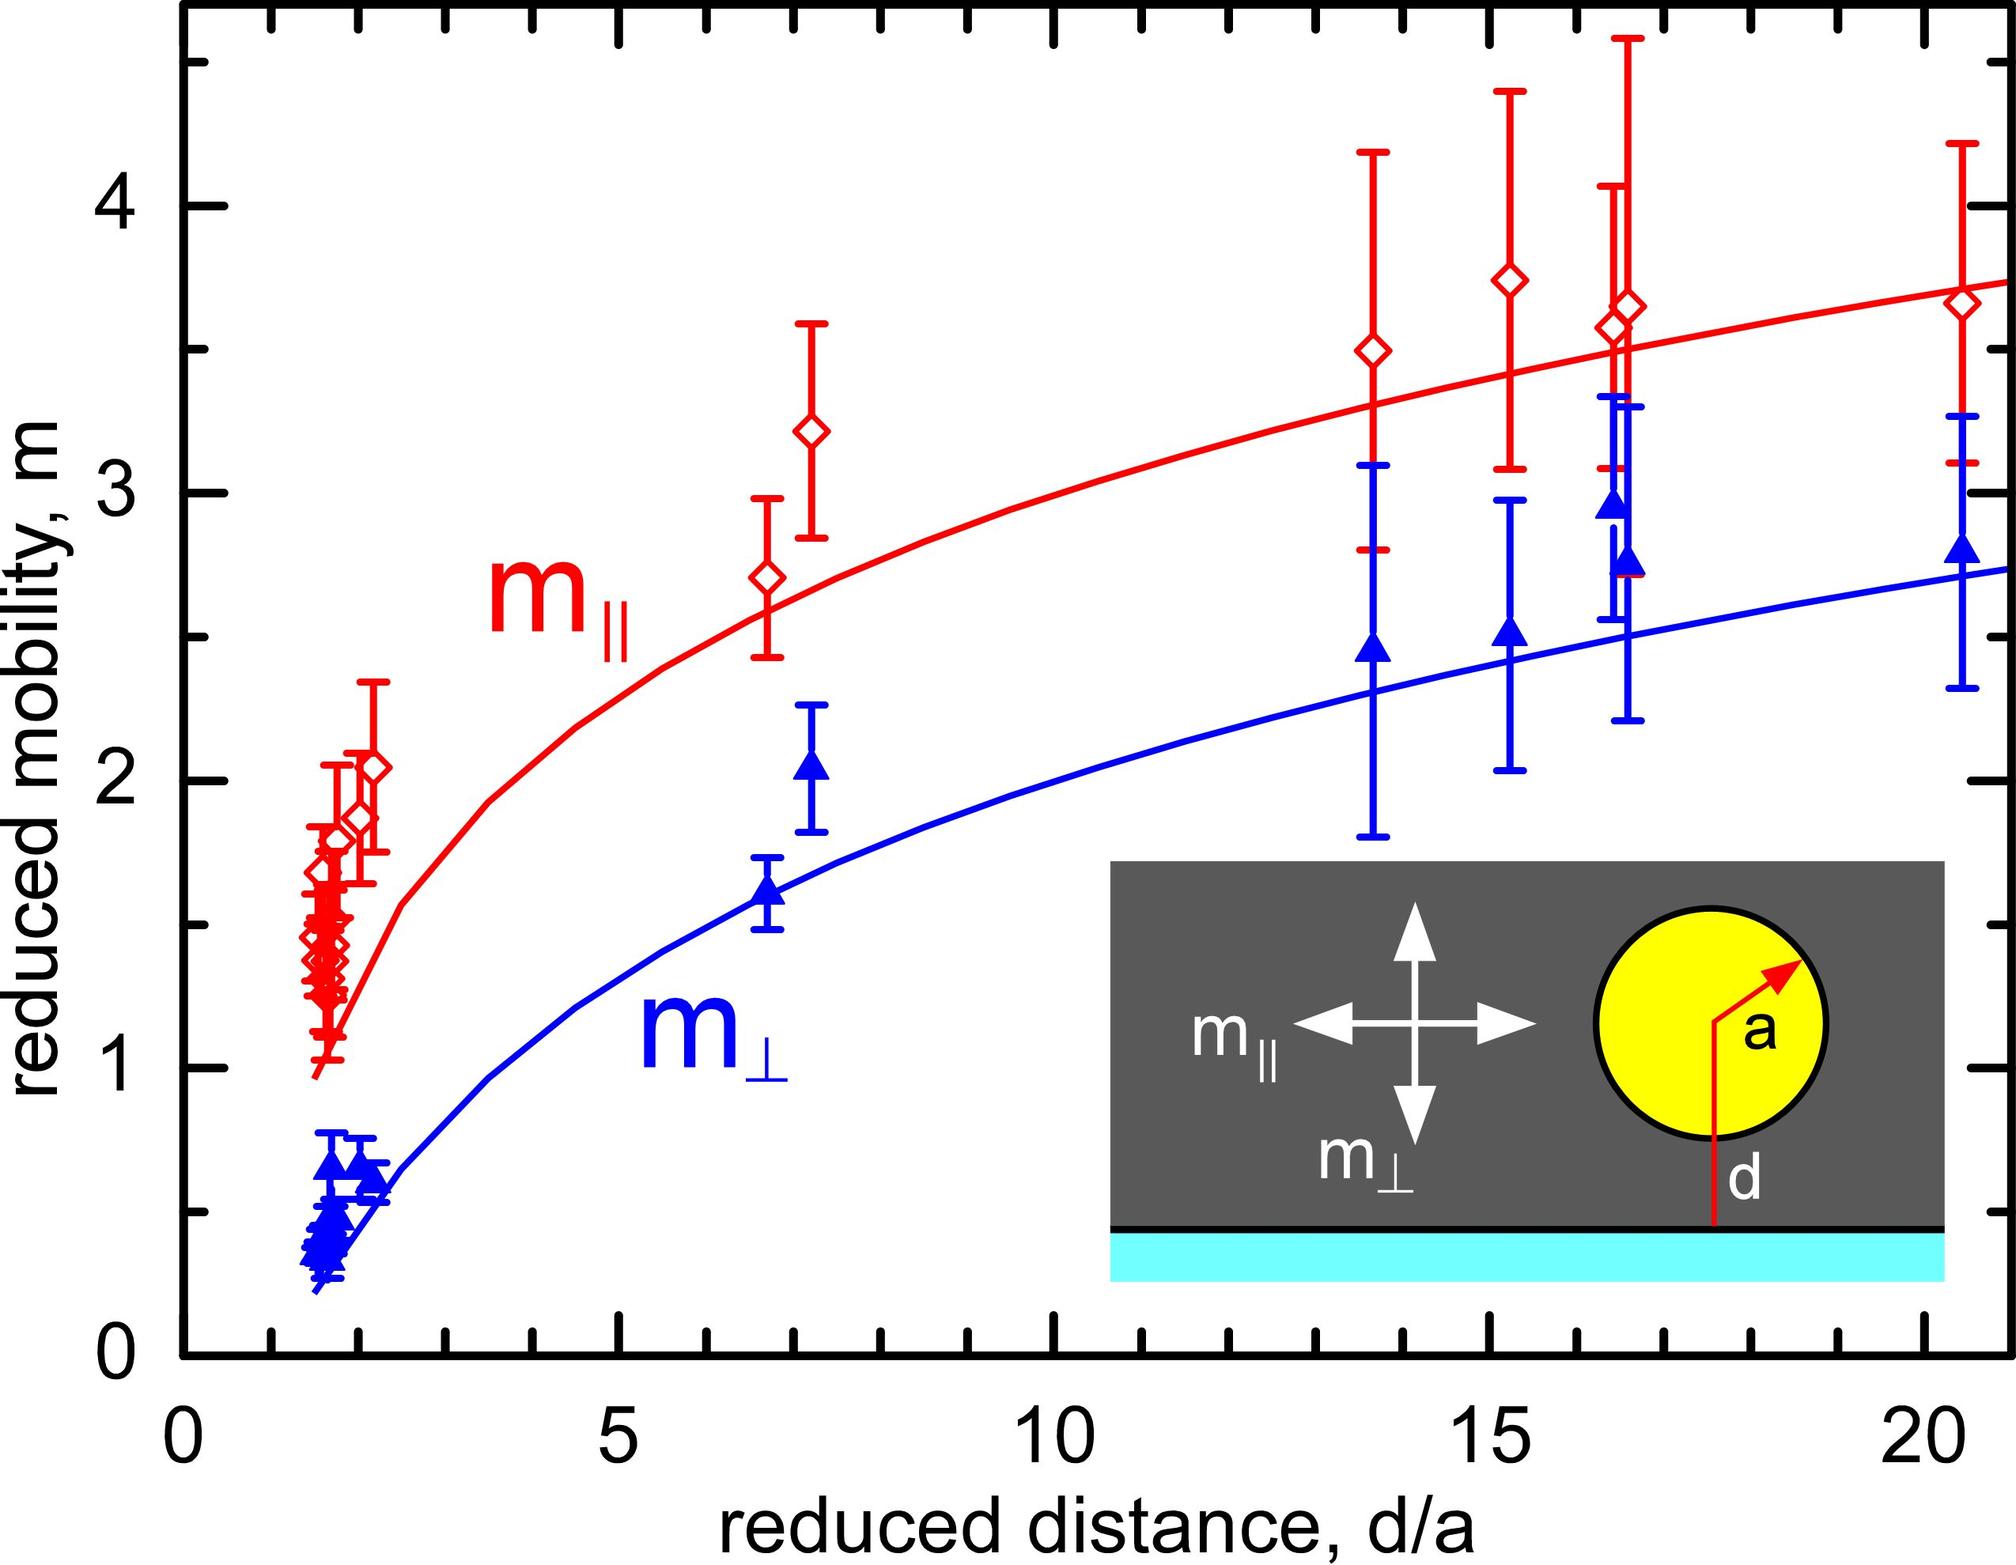 4
3
2
1
0
reduced mobility, m
m||
m⊥
m||
m⊥
a
d
0 5 10 15 20
reduced distance, d/a